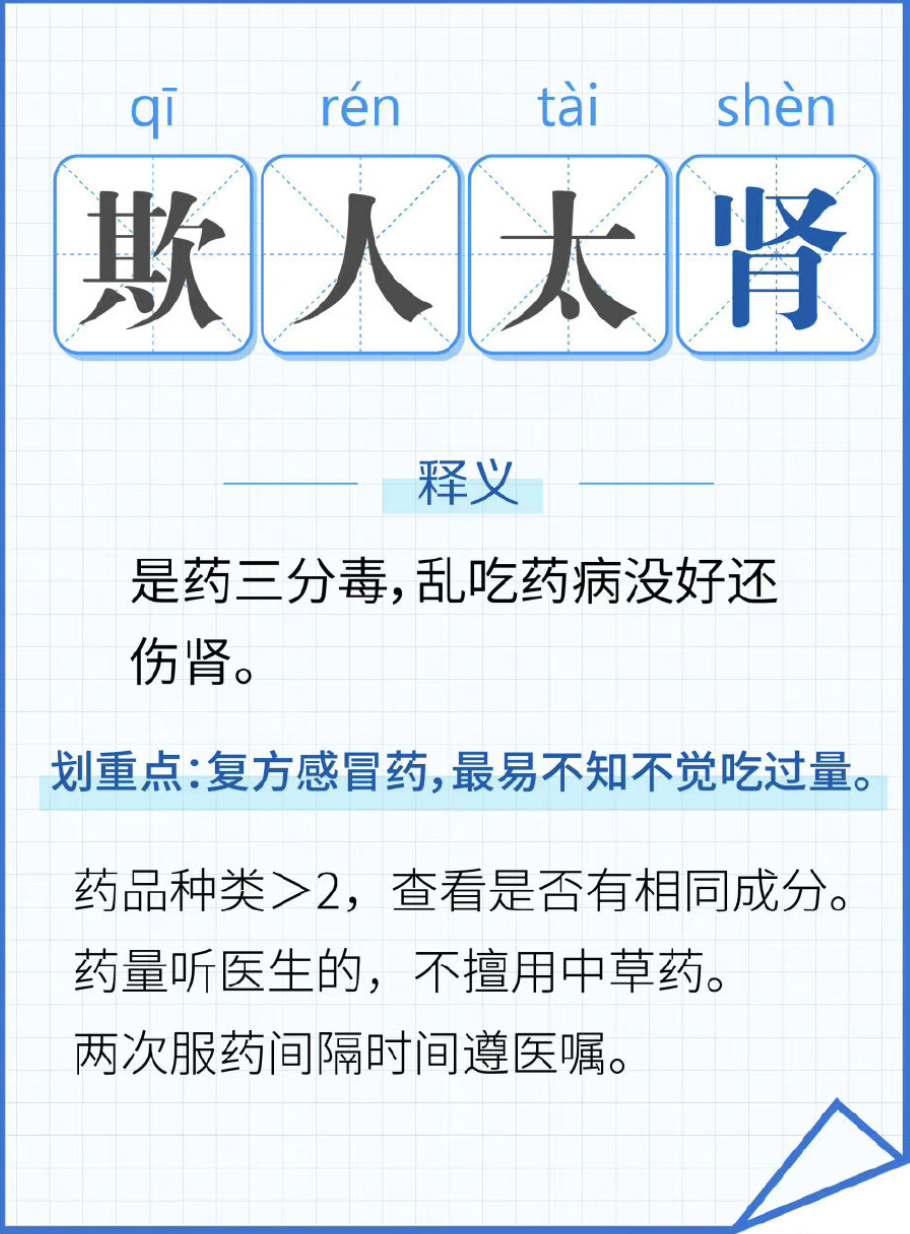 qī rén tài shèn
欺人太肾
释义
是药三分毒,乱吃药病没好还
伤肾。
划重点:复方感冒药,最易不知不觉吃过量。
药品种类＞2，查看是否有相同成分。
药量听医生的，不擅用中草药。
两次服药间隔时间遵医嘱。